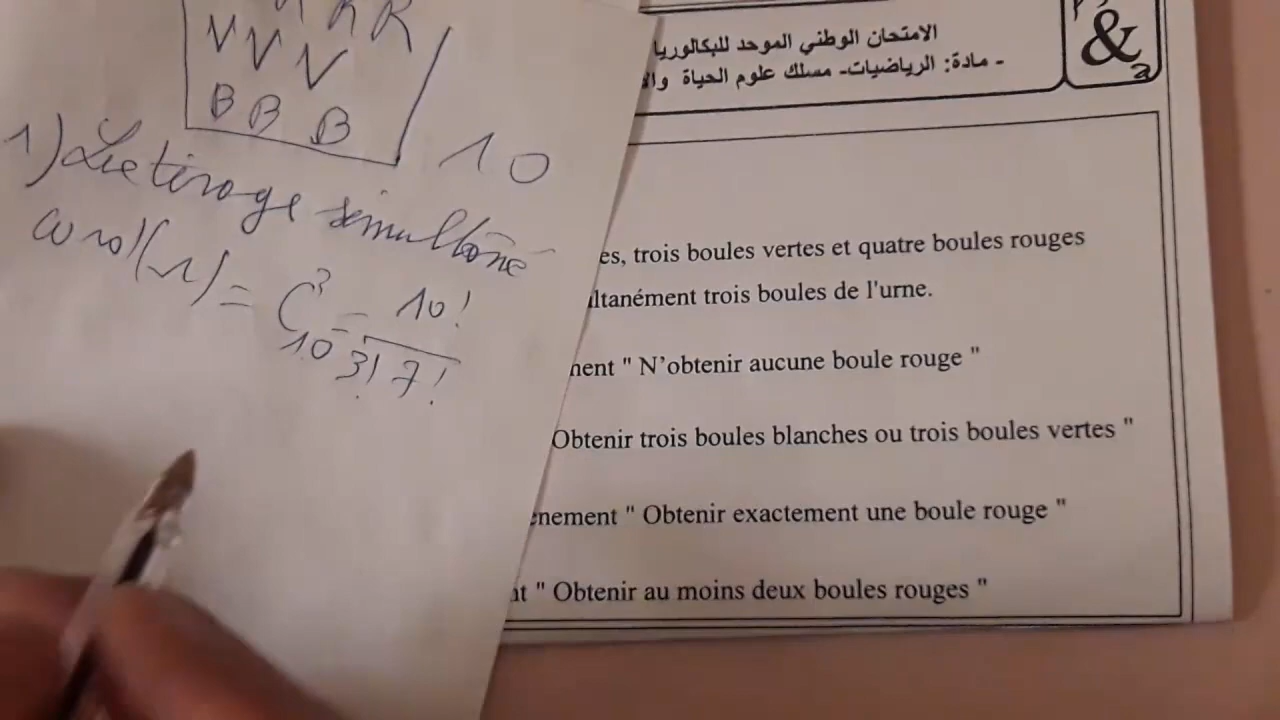 R R
V V V
B B B
10
1) Le tirage simultané
card(Ω) = C³₁₀ = 10! / 3! 7!
الامتحان الوطني الموحد للبكالوريا
- مادة: الرياضيات- مسلك علوم الحياة
&
a
es, trois boules vertes et quatre boules rouges
ultanément trois boules de l'urne.
ment " N'obtenir aucune boule rouge "
Obtenir trois boules blanches ou trois boules vertes "
énement " Obtenir exactement une boule rouge "
nt " Obtenir au moins deux boules rouges "